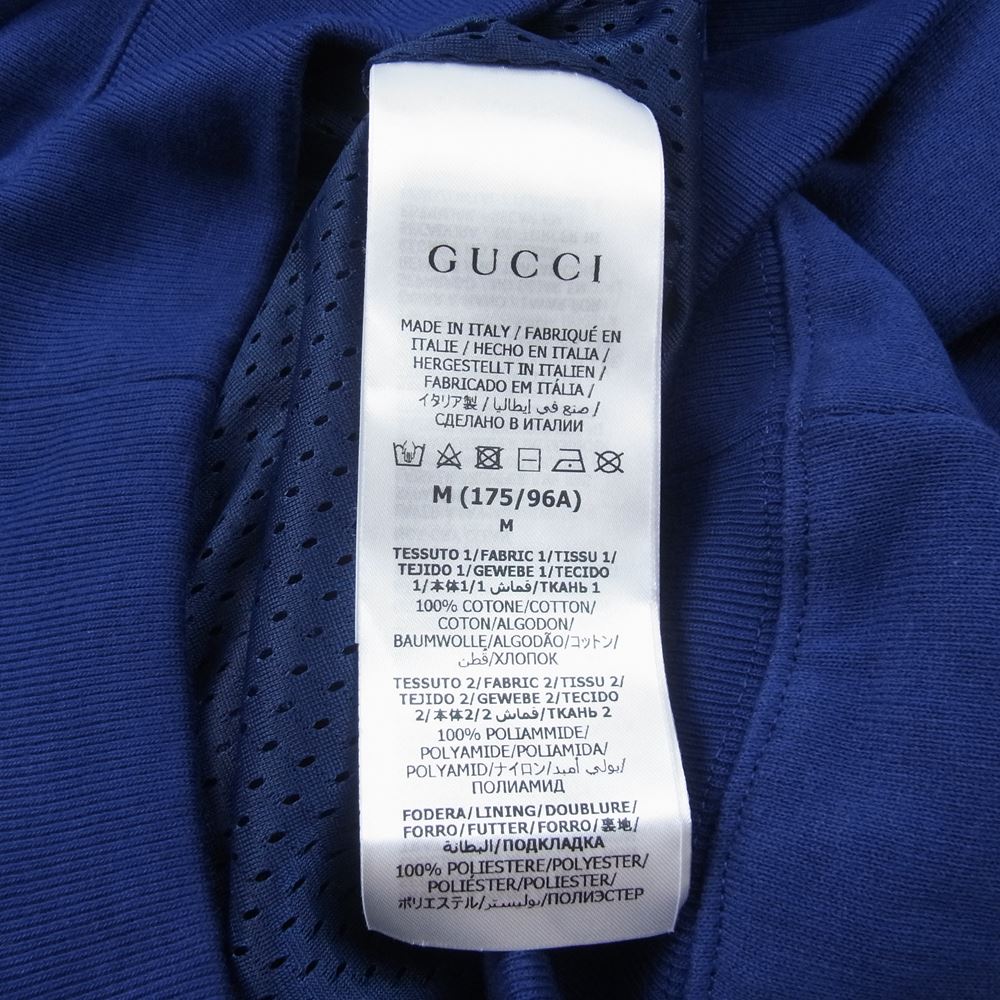 GUCCI
MADE IN ITALY / FABRIQUÉ EN
ITALIE / HECHO EN ITALIA /
HERGESTELLT IN ITALIEN /
FABRICADO EM ITÁLIA /
イタリア製 / صنع في إيطاليا /
СДЕЛАНО В ИТАЛИИ
M (175/96A)
M
TESSUTO 1/FABRIC 1/TISSU 1/
TEJIDO 1/GEWEBE 1/TECIDO
1/本体1/1 قماش/ТКАНЬ 1
100% COTONE/COTTON/
COTON/ALGODON/
BAUMWOLLE/ALGODÃO/コットン/
قطن/ХЛОПОК
TESSUTO 2/FABRIC 2/TISSU 2/
TEJIDO 2/GEWEBE 2/TECIDO
2/本体2/2 قماش/ТКАНЬ 2
100% POLIAMMIDE/
POLYAMIDE/POLIAMIDA/
POLYAMID/ナイロン/بولي أميد/
ПОЛИАМИД
FODERA/LINING/DOUBLURE/
FORRO/FUTTER/FORRO/裏地/
البطانة/ПОДКЛАДКА
100% POLIESTERE/POLYESTER/
POLIÉSTER/POLIESTER/
ポリエステル/بوليستر/ПОЛИЭСТЕР